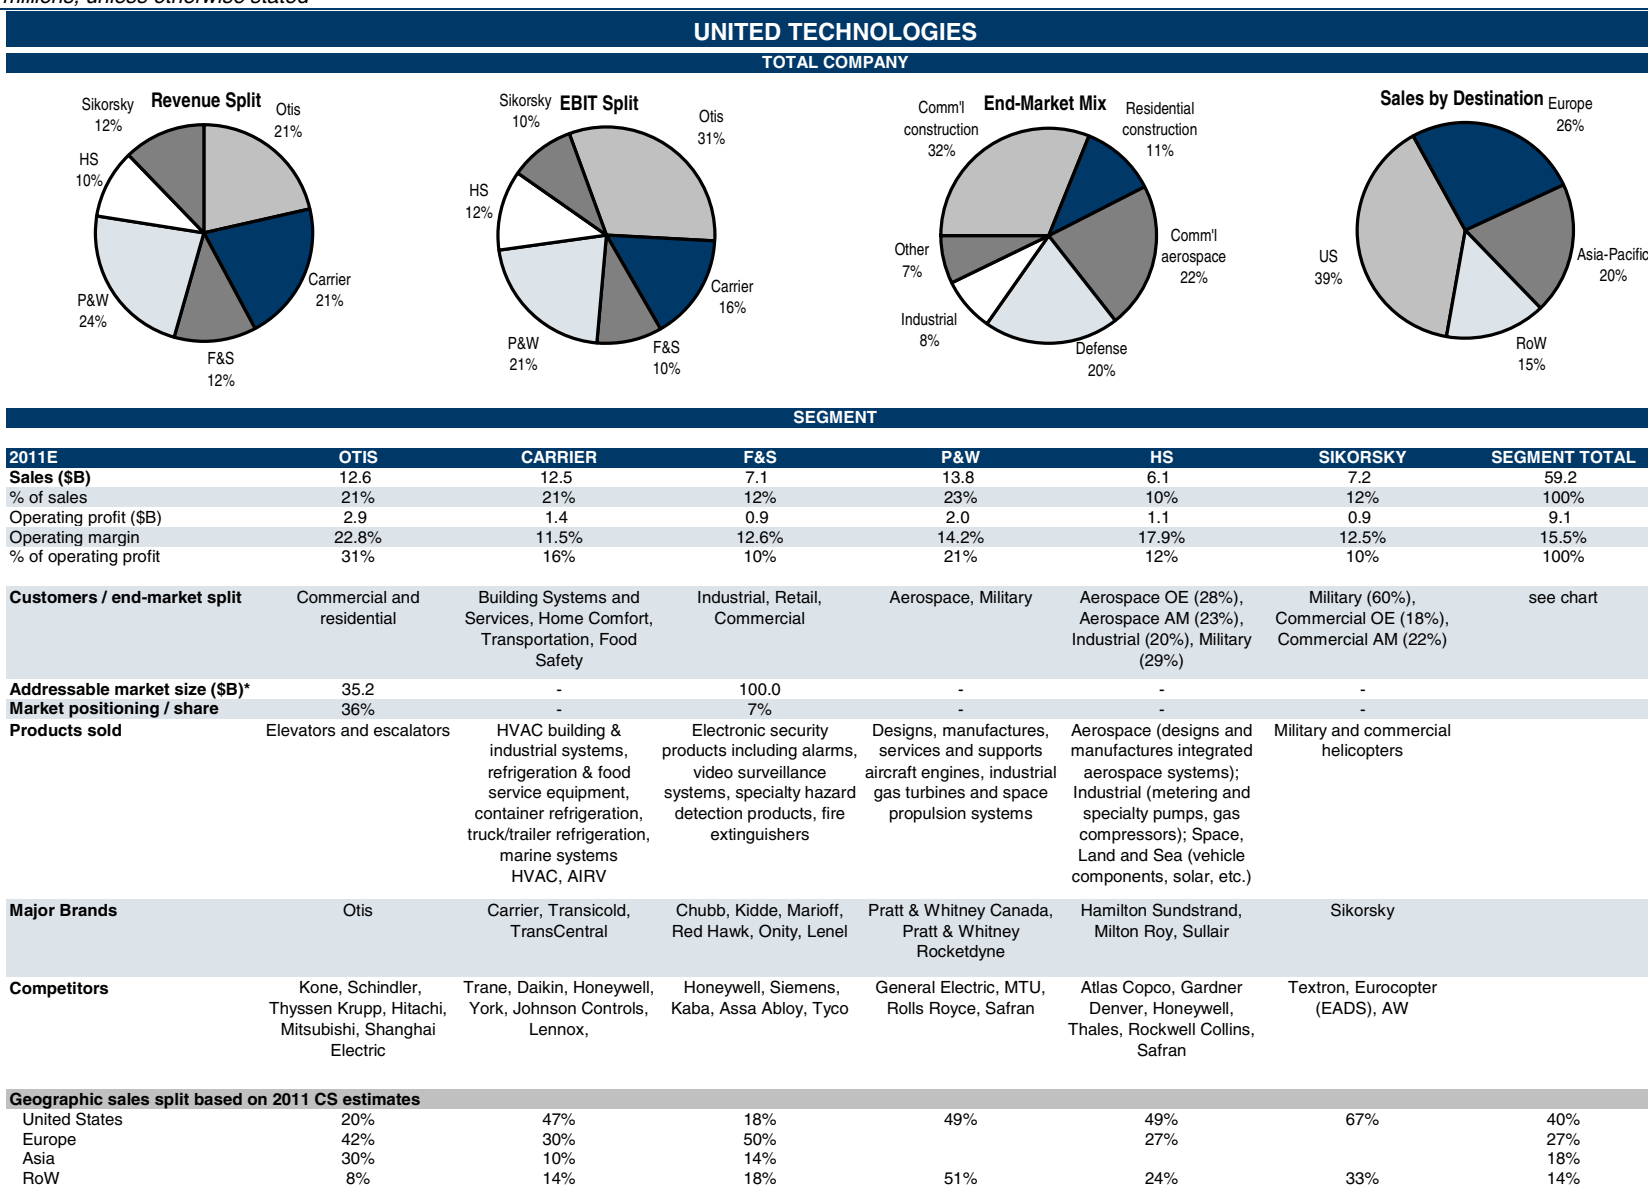 millions, unless otherwise stated
UNITED TECHNOLOGIES
TOTAL COMPANY
Revenue Split
Sikorsky
12%
Otis
21%
HS
10%
Carrier
21%
P&W
24%
F&S
12%
EBIT Split
Sikorsky
10%
Otis
31%
HS
12%
Carrier
16%
P&W
21%
F&S
10%
End-Market Mix
Comm'l
construction
32%
Residential
construction
11%
Other
7%
Comm'l
aerospace
22%
Industrial
8%
Defense
20%
Sales by Destination
Europe
26%
US
39%
Asia-Pacific
20%
RoW
15%
SEGMENT
2011E OTIS CARRIER F&S P&W HS SIKORSKY SEGMENT TOTAL
Sales ($B) 12.6 12.5 7.1 13.8 6.1 7.2 59.2
% of sales 21% 21% 12% 23% 10% 12% 100%
Operating profit ($B) 2.9 1.4 0.9 2.0 1.1 0.9 9.1
Operating margin 22.8% 11.5% 12.6% 14.2% 17.9% 12.5% 15.5%
% of operating profit 31% 16% 10% 21% 12% 10% 100%
Customers / end-market split Commercial and Building Systems and Industrial, Retail, Aerospace, Military Aerospace OE (28%), Military (60%), see chart
residential Services, Home Comfort, Commercial Aerospace AM (23%), Commercial OE (18%),
Transportation, Food Industrial (20%), Military Commercial AM (22%)
Safety (29%)
Addressable market size ($B)* 35.2 - 100.0 - - -
Market positioning / share 36% - 7% - - -
Products sold Elevators and escalators HVAC building & Electronic security Designs, manufactures, Aerospace (designs and Military and commercial
industrial systems, products including alarms, services and supports manufactures integrated helicopters
refrigeration & food video surveillance aircraft engines, industrial aerospace systems);
service equipment, systems, specialty hazard gas turbines and space Industrial (metering and
container refrigeration, detection products, fire propulsion systems specialty pumps, gas
truck/trailer refrigeration, extinguishers compressors); Space,
marine systems Land and Sea (vehicle
HVAC, AIRV components, solar, etc.)
Major Brands Otis Carrier, Transicold, Chubb, Kidde, Marioff, Pratt & Whitney Canada, Hamilton Sundstrand, Sikorsky
TransCentral Red Hawk, Onity, Lenel Pratt & Whitney Milton Roy, Sullair
Rocketdyne
Competitors Kone, Schindler, Trane, Daikin, Honeywell, Honeywell, Siemens, General Electric, MTU, Atlas Copco, Gardner Textron, Eurocopter
Thyssen Krupp, Hitachi, York, Johnson Controls, Kaba, Assa Abloy, Tyco Rolls Royce, Safran Denver, Honeywell, (EADS), AW
Mitsubishi, Shanghai Lennox, Thales, Rockwell Collins,
Electric Safran
Geographic sales split based on 2011 CS estimates
United States 20% 47% 18% 49% 49% 67% 40%
Europe 42% 30% 50% 27% 27%
Asia 30% 10% 14% 18%
RoW 8% 14% 18% 51% 24% 33% 14%